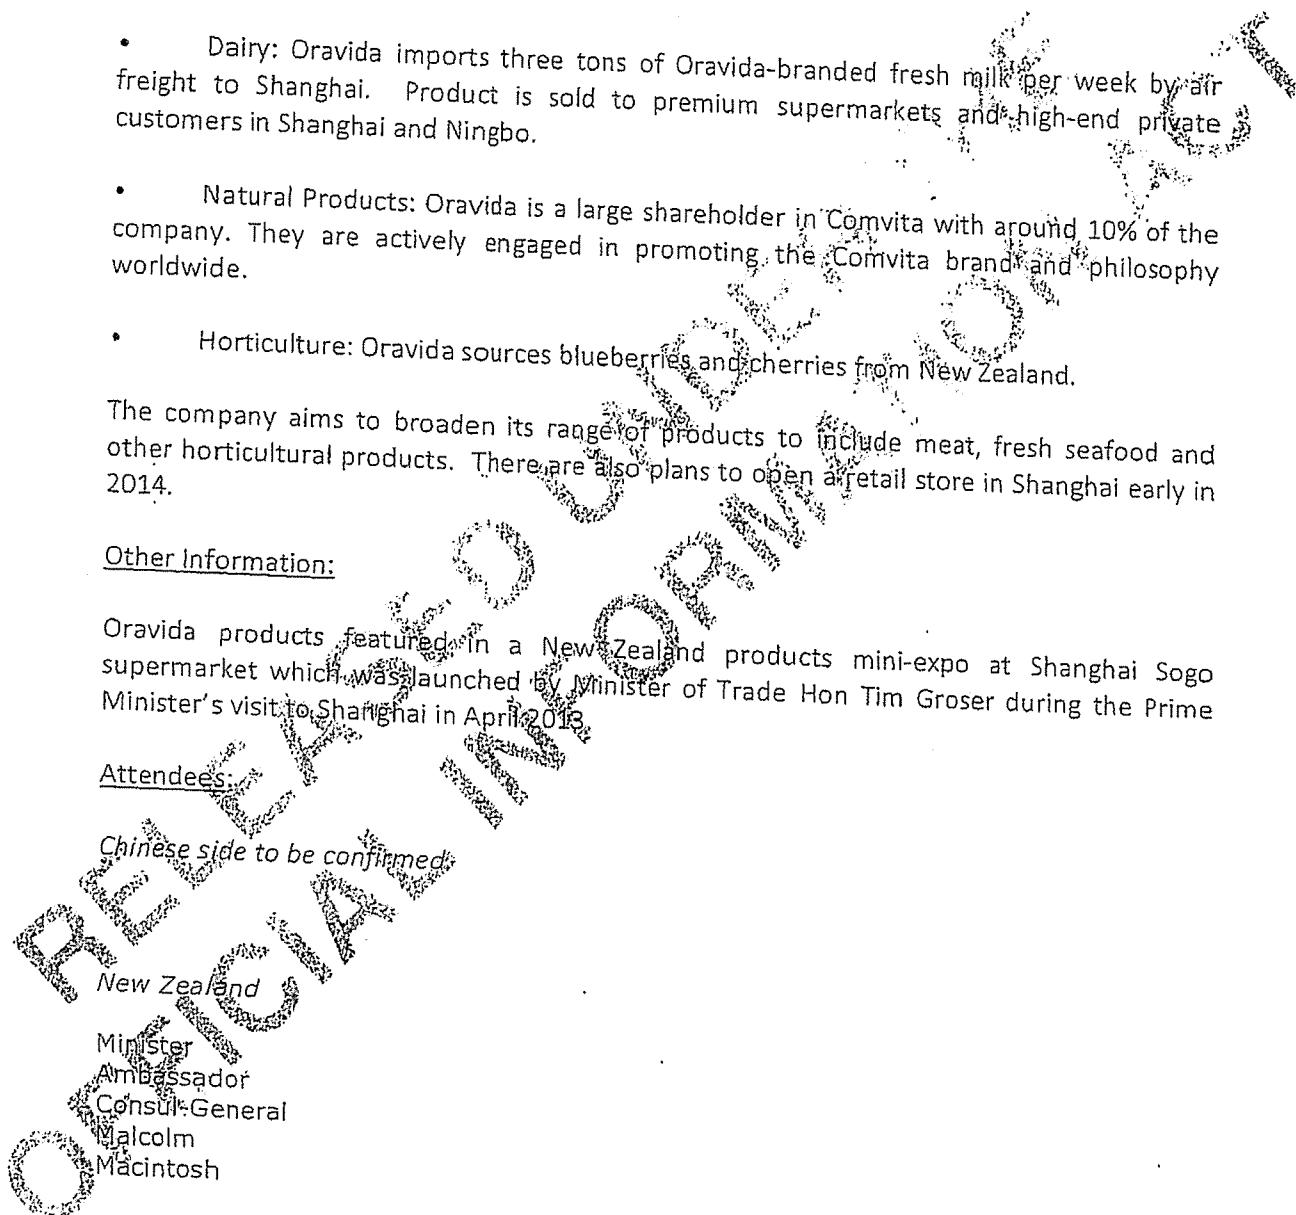 • Dairy: Oravida imports three tons of Oravida-branded fresh milk per week by air
freight to Shanghai. Product is sold to premium supermarkets and high-end private
customers in Shanghai and Ningbo.
• Natural Products: Oravida is a large shareholder in Comvita with around 10% of the
company. They are actively engaged in promoting the Comvita brand and philosophy
worldwide.
• Horticulture: Oravida sources blueberries and cherries from New Zealand.
The company aims to broaden its range of products to include meat, fresh seafood and
other horticultural products. There are also plans to open a retail store in Shanghai early in
2014.
Other Information:
Oravida products featured in a New Zealand products mini-expo at Shanghai Sogo
supermarket which was launched by Minister of Trade Hon Tim Groser during the Prime
Minister's visit to Shanghai in April 2013
Attendees:
Chinese side to be confirmed
New Zealand
Minister
Ambassador
Consul-General
Malcolm
Macintosh
RELEASED UNDER THE
OFFICIAL INFORMATION ACT